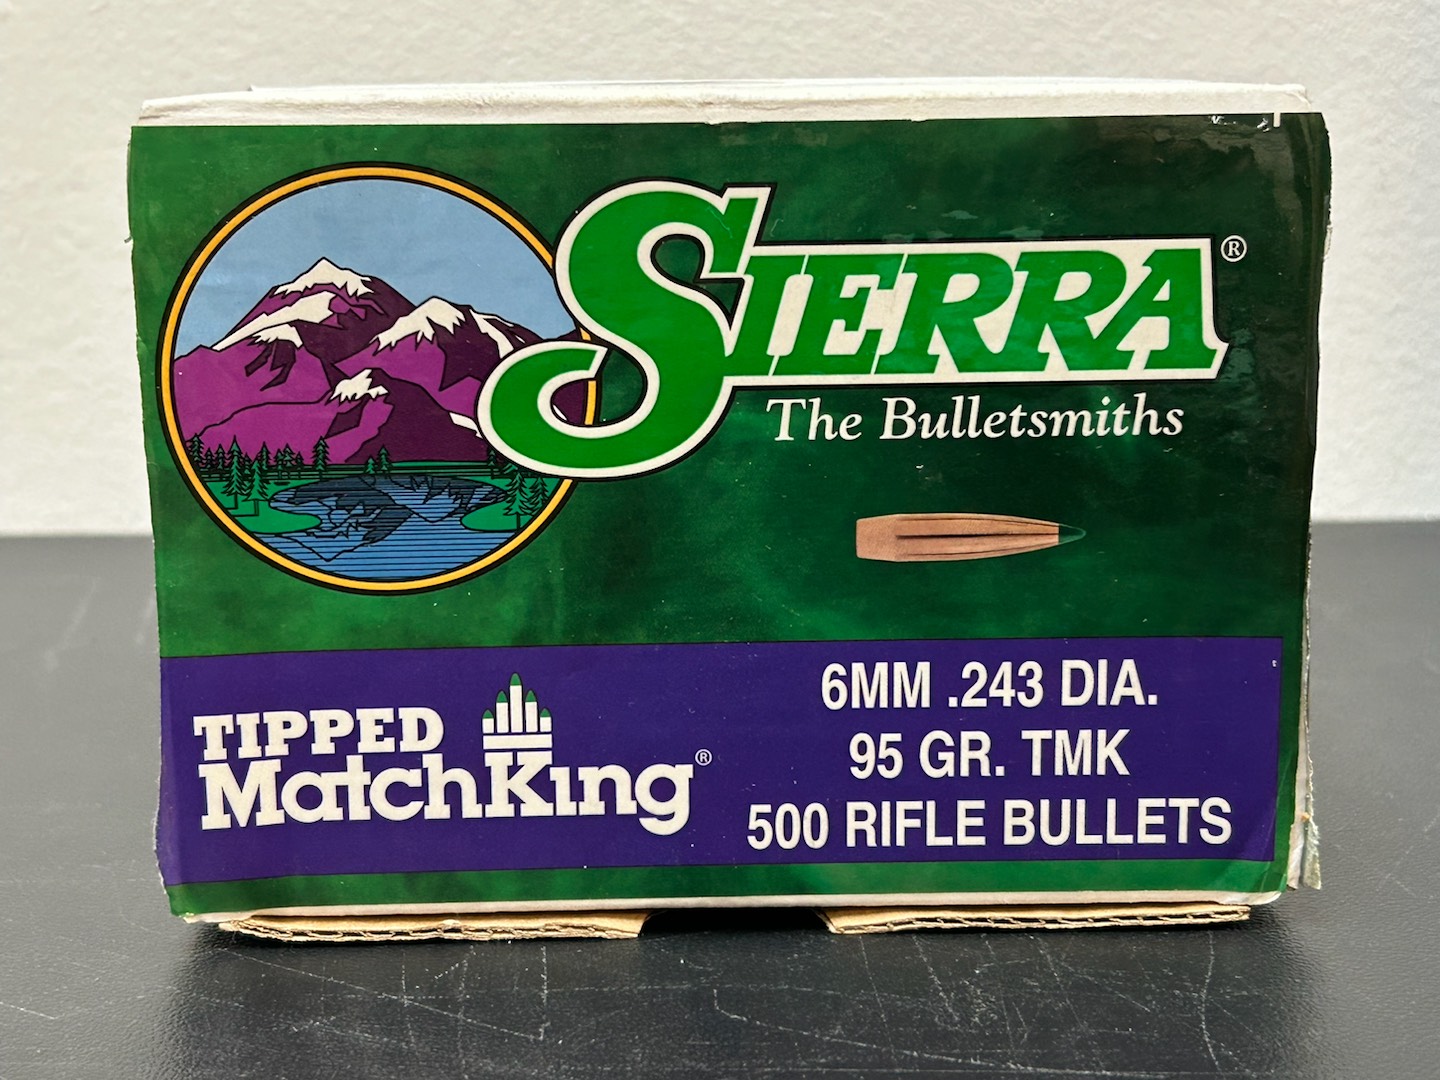 SIERRA®
The Bulletsmiths
TIPPED
MatchKing®
6MM .243 DIA.
95 GR. TMK
500 RIFLE BULLETS